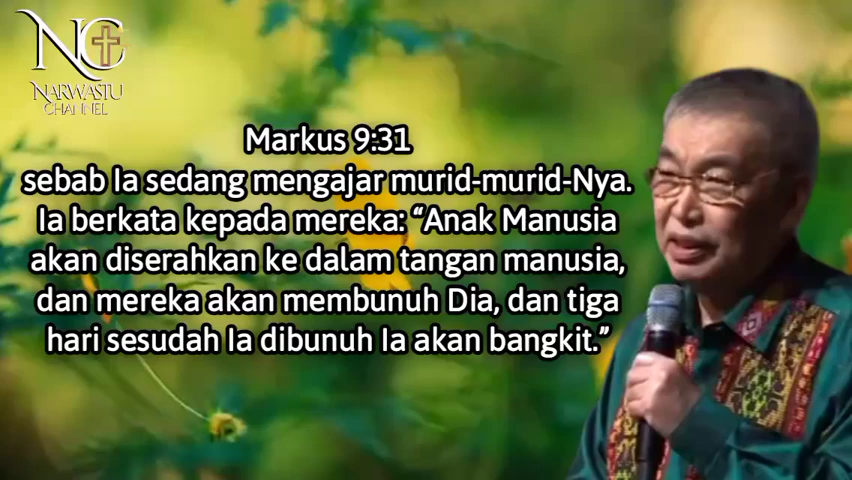 NC
NARWASTU
CHANNEL
Markus 9:31
sebab Ia sedang mengajar murid-murid-Nya.
Ia berkata kepada mereka: “Anak Manusia
akan diserahkan ke dalam tangan manusia,
dan mereka akan membunuh Dia, dan tiga
hari sesudah Ia dibunuh Ia akan bangkit.”